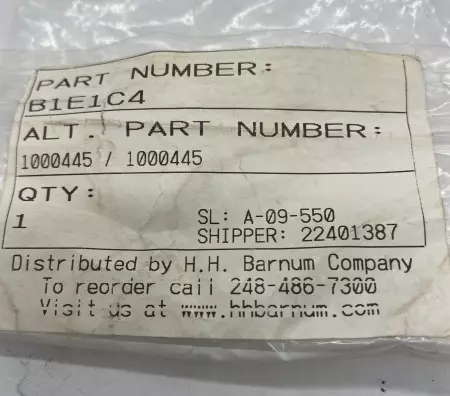 PART NUMBER:
B1E1C4
ALT. PART NUMBER:
1000445 / 1000445
QTY:
1
SL: A-09-550
SHIPPER: 22401387
Distributed by H.H. Barnum Company
To reorder call 248-486-7300
Visit us at www.hhbarnum.com